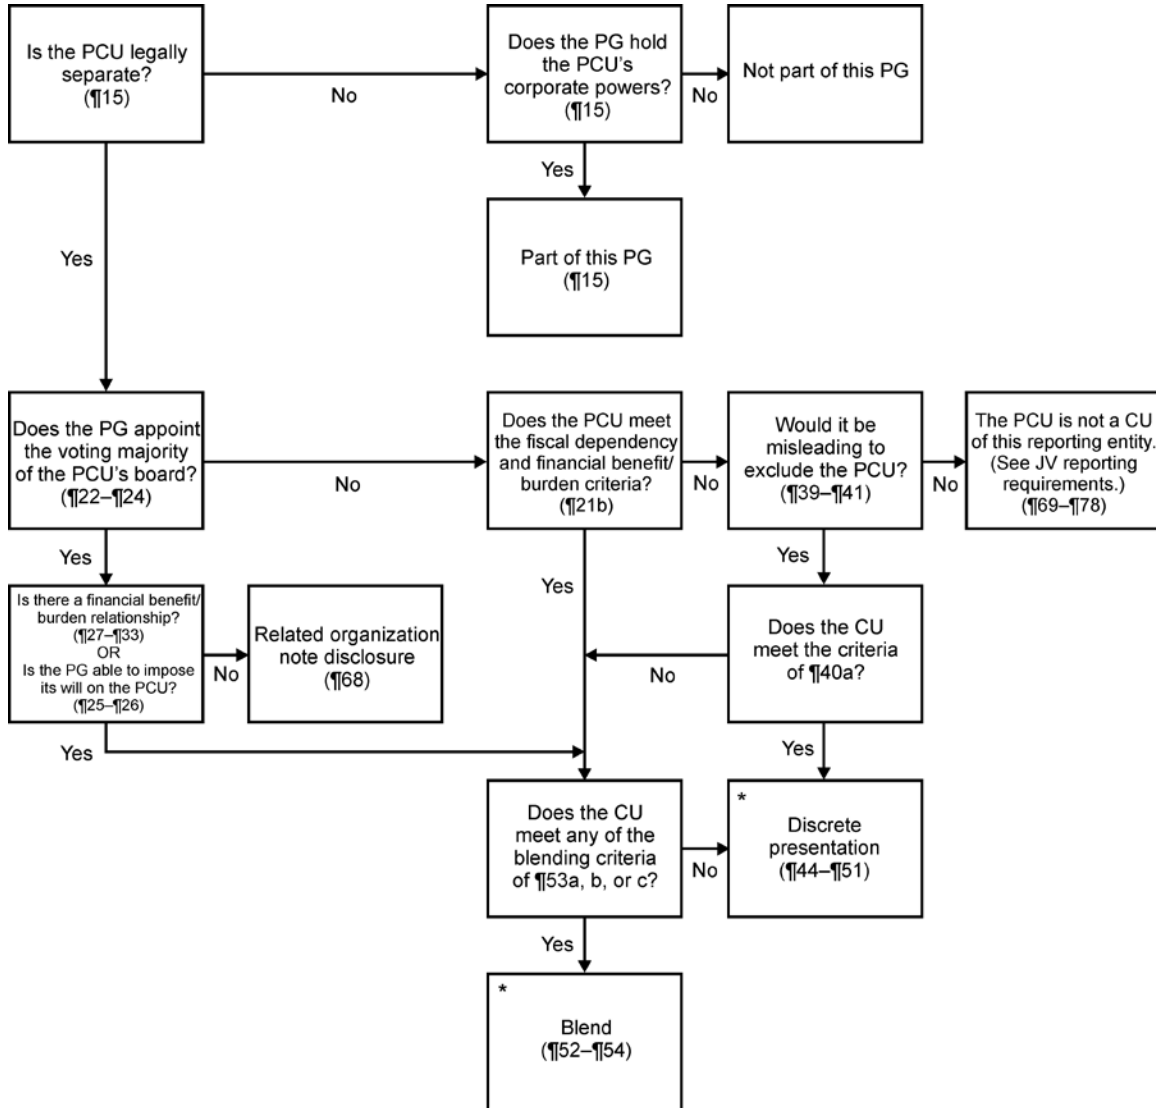 Is the PCU legally
separate?
(¶15)
No
Does the PG hold
the PCU's
corporate powers?
(¶15)
No
Not part of this PG
Yes
Part of this PG
(¶15)
Yes
Does the PG appoint
the voting majority
of the PCU's board?
(¶22–¶24)
No
Does the PCU meet
the fiscal dependency
and financial benefit/
burden criteria?
(¶21b)
No
Would it be
misleading to
exclude the PCU?
(¶39–¶41)
No
The PCU is not a CU
of this reporting entity.
(See JV reporting
requirements.)
(¶69–¶78)
Yes
Yes
Yes
Is there a financial benefit/
burden relationship?
(¶27–¶33)
OR
Is the PG able to impose
its will on the PCU?
(¶25–¶26)
No
Related organization
note disclosure
(¶68)
Does the CU
meet the criteria
of ¶40a?
No
Yes
Yes
Does the CU
meet any of the
blending criteria
of ¶53a, b, or c?
No
*
Discrete
presentation
(¶44–¶51)
Yes
*
Blend
(¶52–¶54)